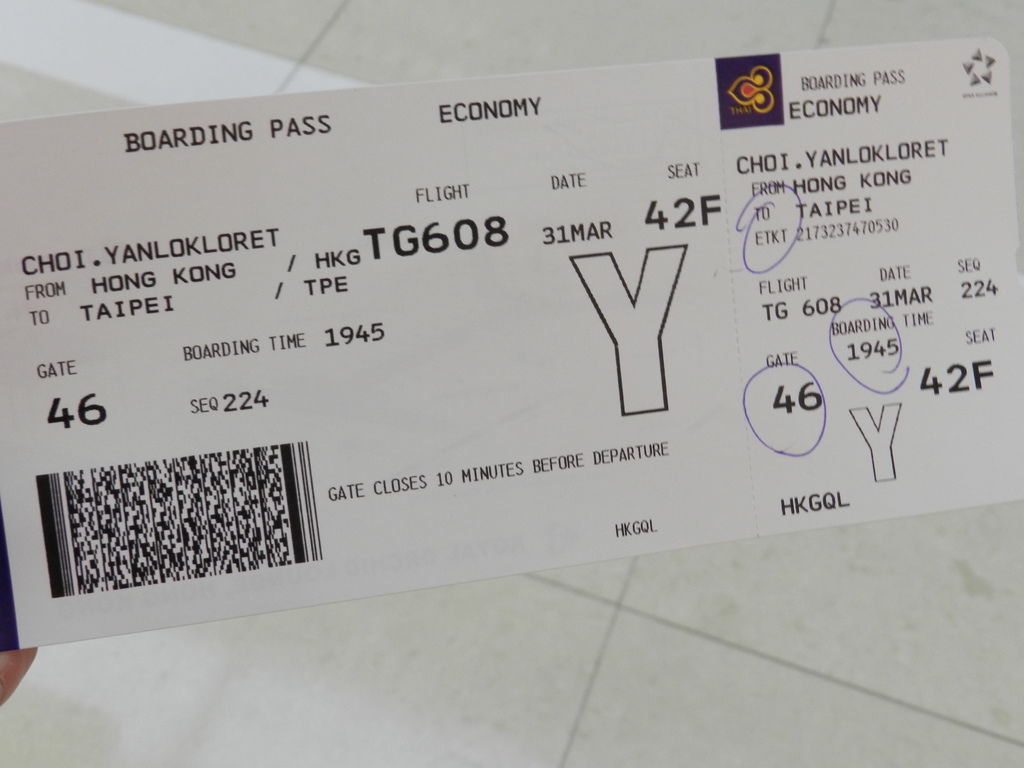 BOARDING PASS ECONOMY
FLIGHT DATE SEAT
CHOI.YANLOKLORET TG608 31MAR 42F
FROM HONG KONG / HKG
TO TAIPEI / TPE
Y
GATE BOARDING TIME 1945
46 SEQ 224
GATE CLOSES 10 MINUTES BEFORE DEPARTURE
HKGQL
THAI
BOARDING PASS
ECONOMY
CHOI.YANLOKLORET
FROM HONG KONG
TO TAIPEI
ETKT 2173237470530
FLIGHT DATE SEQ
TG 608 31MAR 224
BOARDING TIME
GATE 1945 SEAT
46 42F
Y
HKGQL